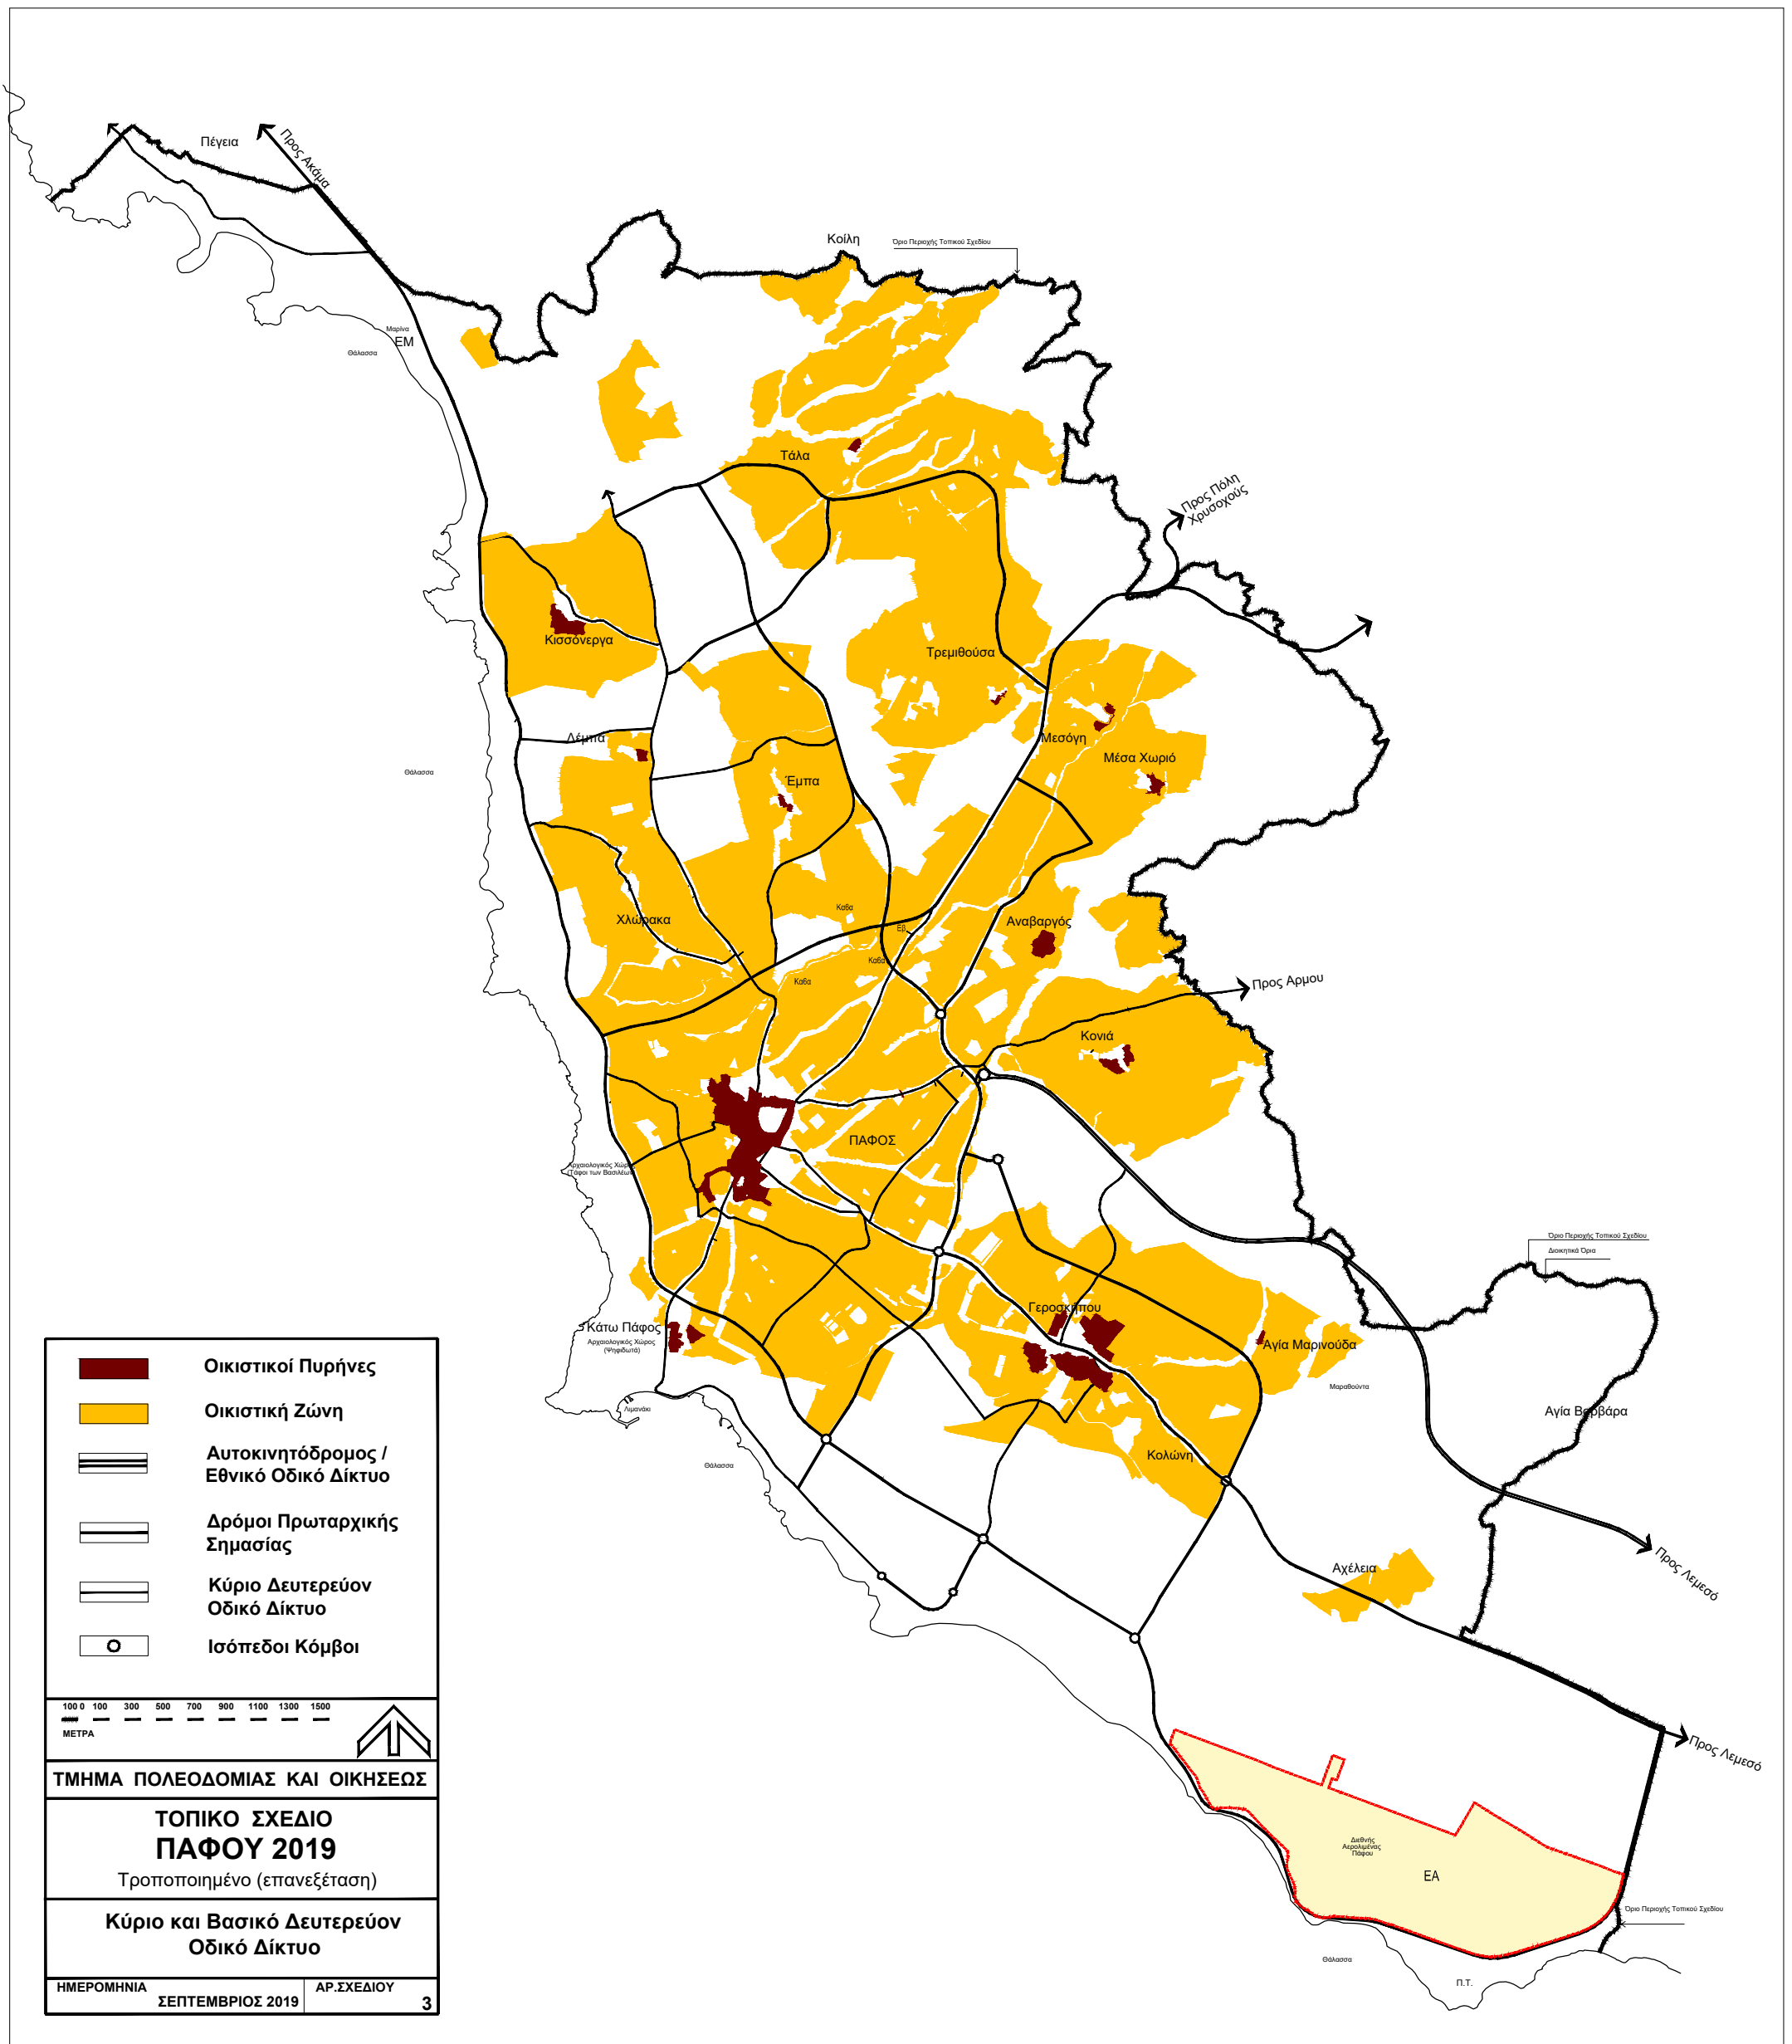 Πέγεια
Προς Ακάμα
Κοίλη
Όριο Περιοχής Τοπικού Σχεδίου
Μαρίνα
ΕΜ
Θάλασσα
Τάλα
Προς Πόλη
Χρυσοχούς
Κισσόνεργα
Τρεμιθούσα
Λέμπα
Μεσόγη
Μέσα Χωριό
Θάλασσα
Έμπα
Χλώρακα
Κα6α
Αναβαργός
Εβ
Κα6α
Κα6α
Προς Αρμου
Κονιά
ΠΑΦΟΣ
Αρχαιολογικός Χώρος
(Τάφοι των Βασιλέων)
Όριο Περιοχής Τοπικού Σχεδίου
Διοικητικά Όρια
Γεροσκήπου
Κάτω Πάφος
Αρχαιολογικός Χώρος
(Ψηφιδωτά)
Αγία Μαρινούδα
Μαραθούντα
Λιμανάκι
Αγία Βαρβάρα
Κολώνη
Θάλασσα
Αχέλεια
Προς Λεμεσό
Προς Λεμεσό
Διεθνής
Αερολιμένας
Πάφου
ΕΑ
Όριο Περιοχής Τοπικού Σχεδίου
Θάλασσα
Π.Τ.
Οικιστικοί Πυρήνες
Οικιστική Ζώνη
Αυτοκινητόδρομος /
Εθνικό Οδικό Δίκτυο
Δρόμοι Πρωταρχικής
Σημασίας
Κύριο Δευτερεύον
Οδικό Δίκτυο
Ισόπεδοι Κόμβοι
100 0 100 300 500 700 900 1100 1300 1500
ΜΕΤΡΑ
ΤΜΗΜΑ ΠΟΛΕΟΔΟΜΙΑΣ ΚΑΙ ΟΙΚΗΣΕΩΣ
ΤΟΠΙΚΟ ΣΧΕΔΙΟ
ΠΑΦΟΥ 2019
Τροποποιημένο (επανεξέταση)
Κύριο και Βασικό Δευτερεύον
Οδικό Δίκτυο
ΗΜΕΡΟΜΗΝΙΑ
ΣΕΠΤΕΜΒΡΙΟΣ 2019
ΑΡ.ΣΧΕΔΙΟΥ
3